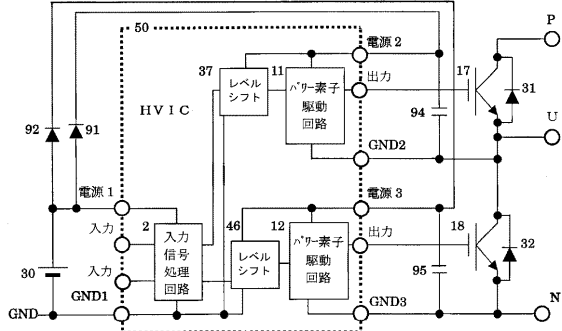 50
電源 2
P
37
11
出力
17
HVIC
レベル
シフト
パワー素子
駆動
回路
31
92
91
94
GND2
U
電源 1
電源 3
入力
2
46
12
出力
18
入力
信号
処理
回路
レベル
シフト
パワー素子
駆動
回路
32
30
入力
95
GND
GND1
GND3
N